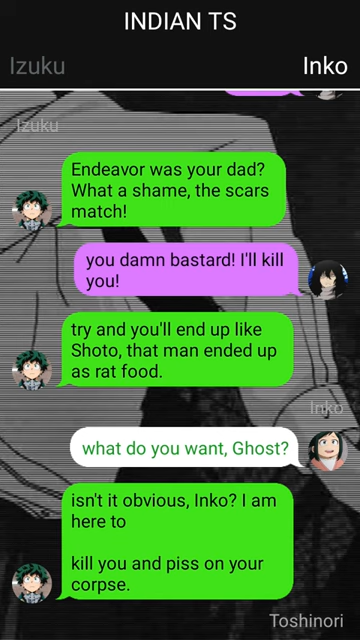 INDIAN TS
Izuku
Inko
Izuku
Endeavor was your dad?
What a shame, the scars
match!
you damn bastard! I'll kill
you!
try and you'll end up like
Shoto, that man ended up
as rat food.
Inko
what do you want, Ghost?
isn't it obvious, Inko? I am
here to
kill you and piss on your
corpse.
Toshinori